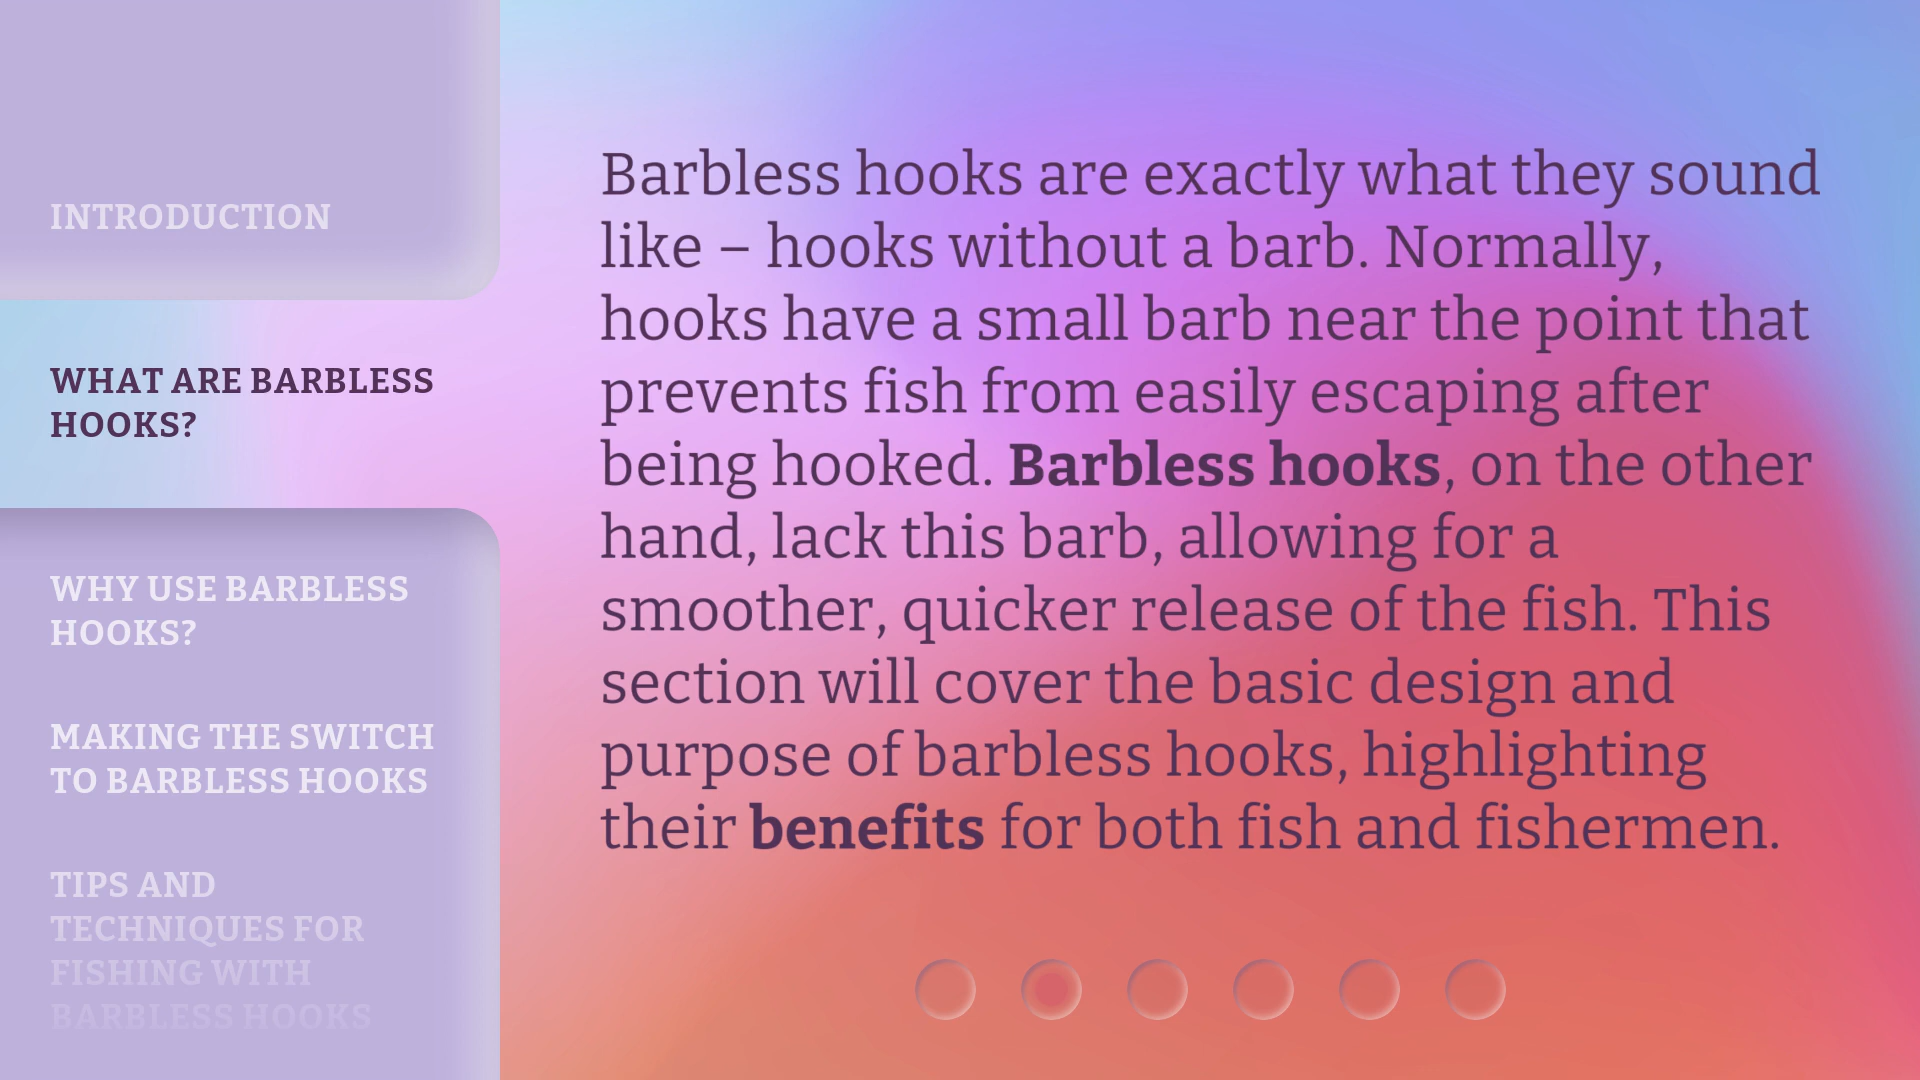 INTRODUCTION
WHAT ARE BARBLESS
HOOKS?
WHY USE BARBLESS
HOOKS?
MAKING THE SWITCH
TO BARBLESS HOOKS
TIPS AND
TECHNIQUES FOR
FISHING WITH
BARBLESS HOOKS
Barbless hooks are exactly what they sound
like – hooks without a barb. Normally,
hooks have a small barb near the point that
prevents fish from easily escaping after
being hooked. Barbless hooks, on the other
hand, lack this barb, allowing for a
smoother, quicker release of the fish. This
section will cover the basic design and
purpose of barbless hooks, highlighting
their benefits for both fish and fishermen.